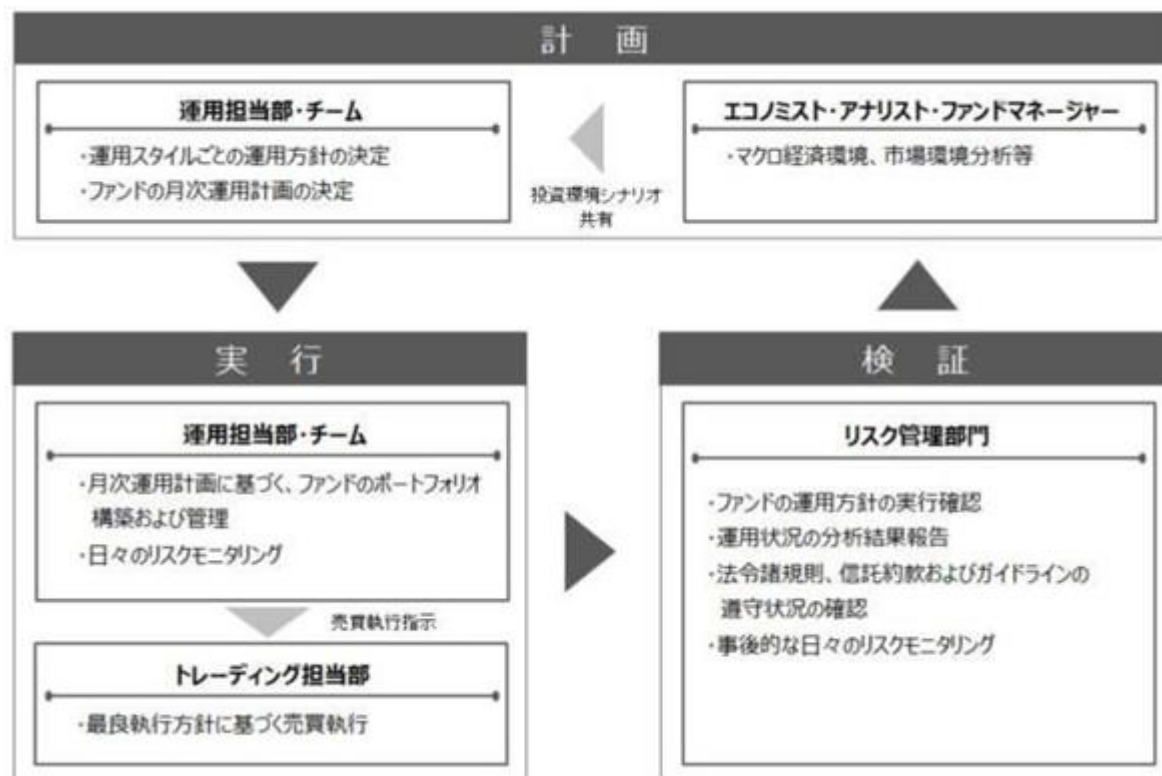 計 画
運用担当部・チーム
・運用スタイルごとの運用方針の決定
・ファンドの月次運用計画の決定
投資環境シナリオ
共有
エコノミスト・アナリスト・ファンドマネージャー
・マクロ経済環境、市場環境分析等
実 行
運用担当部・チーム
・月次運用計画に基づく、ファンドのポートフォリオ
構築および管理
・日々のリスクモニタリング
売買執行指示
トレーディング担当部
・最良執行方針に基づく売買執行
検 証
リスク管理部門
・ファンドの運用方針の実行確認
・運用状況の分析結果報告
・法令諸規則、信託約款およびガイドラインの
遵守状況の確認
・事後的な日々のリスクモニタリング